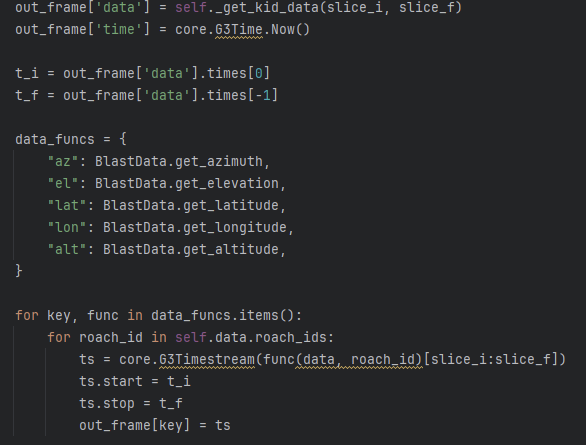 out_frame['data'] = self._get_kid_data(slice_i, slice_f)
out_frame['time'] = core.G3Time.Now()

t_i = out_frame['data'].times[0]
t_f = out_frame['data'].times[-1]

data_funcs = {
    "az": BlastData.get_azimuth,
    "el": BlastData.get_elevation,
    "lat": BlastData.get_latitude,
    "lon": BlastData.get_longitude,
    "alt": BlastData.get_altitude,
}

for key, func in data_funcs.items():
    for roach_id in self.data.roach_ids:
        ts = core.G3Timestream(func(data, roach_id)[slice_i:slice_f])
        ts.start = t_i
        ts.stop = t_f
        out_frame[key] = ts